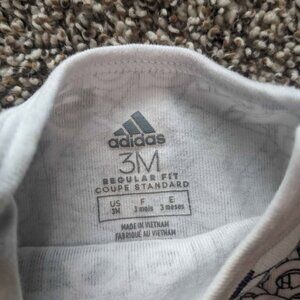 adidas
3M
REGULAR FIT
COUPE STANDARD
US F E
3M 3 mois 3 meses
MADE IN VIETNAM
FABRIQUÉ AU VIETNAM